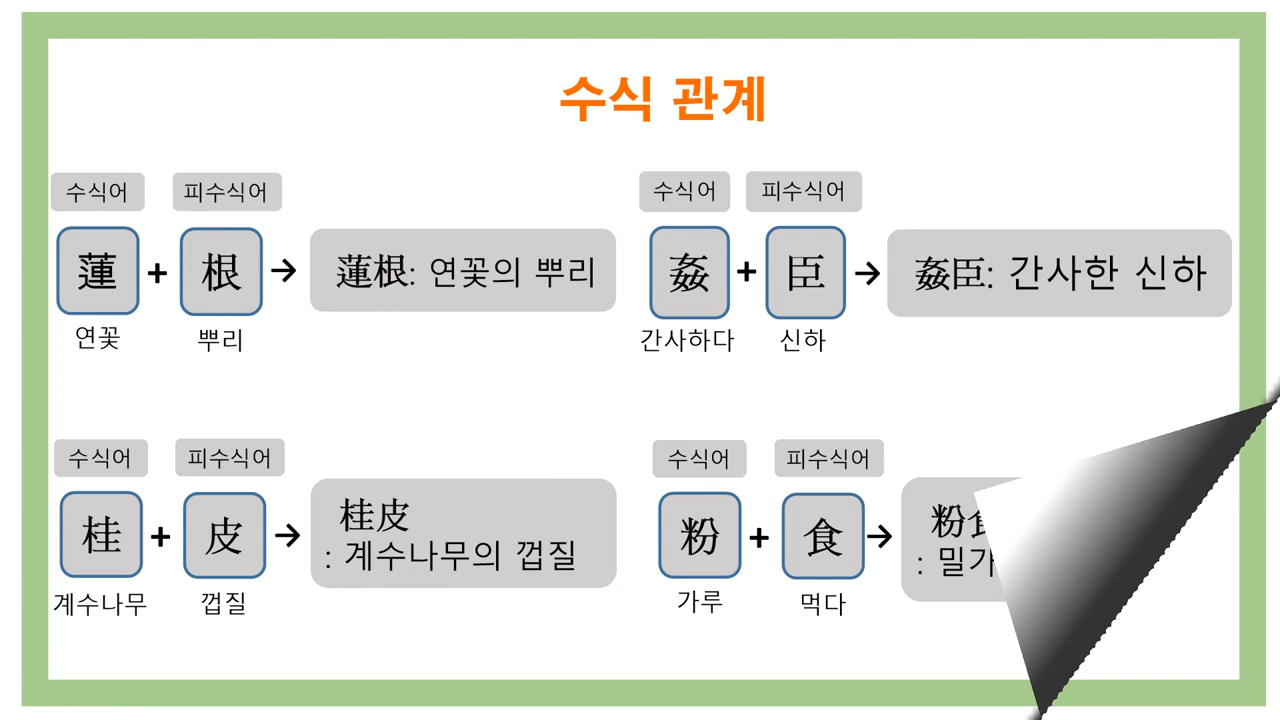 수식 관계
수식어 피수식어
蓮 + 根 → 蓮根: 연꽃의 뿌리
연꽃 뿌리
수식어 피수식어
姦 + 臣 → 姦臣: 간사한 신하
간사하다 신하
수식어 피수식어
桂 + 皮 → 桂皮
: 계수나무의 껍질
계수나무 껍질
수식어 피수식어
粉 + 食 → 粉食
:
가루 먹다